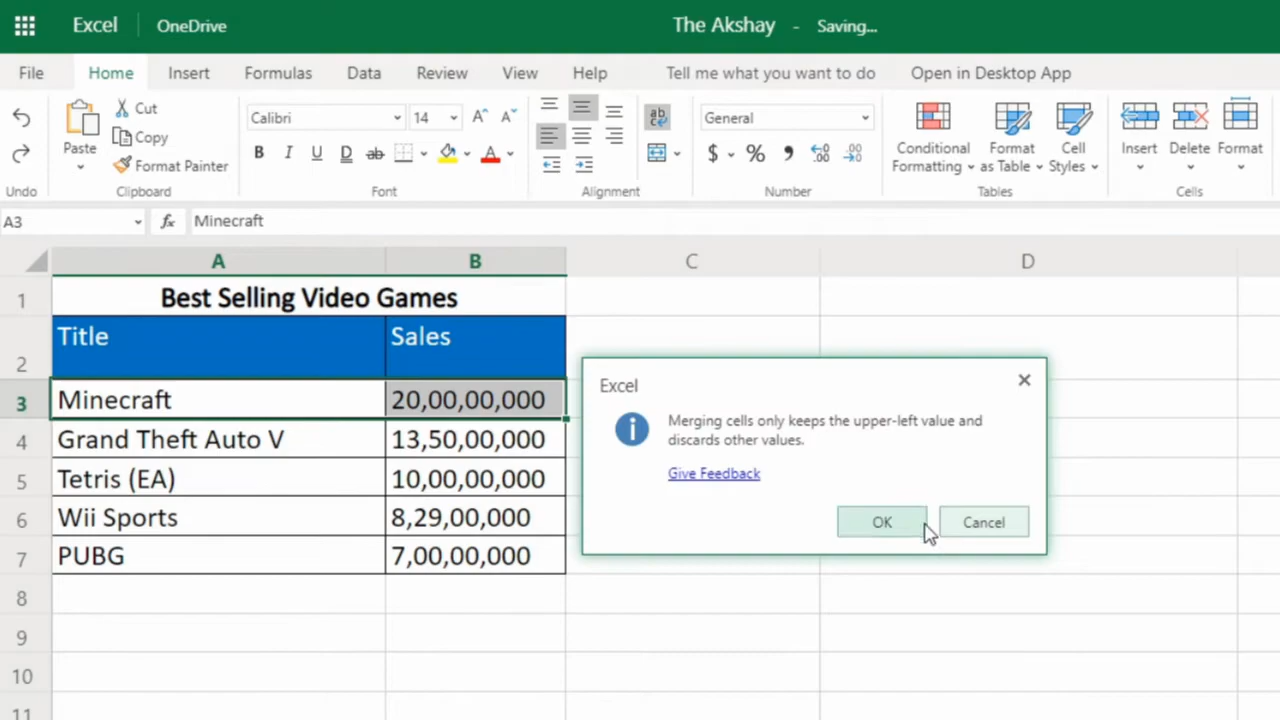 Excel OneDrive The Akshay - Saving...
File Home Insert Formulas Data Review View Help Tell me what you want to do Open in Desktop App
Cut
Copy
Paste
Format Painter
Calibri 14 A^ Aˇ
B I U D ab
ab
c
General
$ % , .00 .00
Conditional
Formatting
Format
as Table
Cell
Styles
Insert Delete Format
Undo Clipboard Font Alignment Number Tables Cells
A3 fx Minecraft
A B C D
1 Best Selling Video Games
2 Title Sales
3 Minecraft 20,00,00,000
4 Grand Theft Auto V 13,50,00,000
5 Tetris (EA) 10,00,00,000
6 Wii Sports 8,29,00,000
7 PUBG 7,00,00,000
8
9
10
11
Excel
Merging cells only keeps the upper-left value and
discards other values.
Give Feedback
OK Cancel